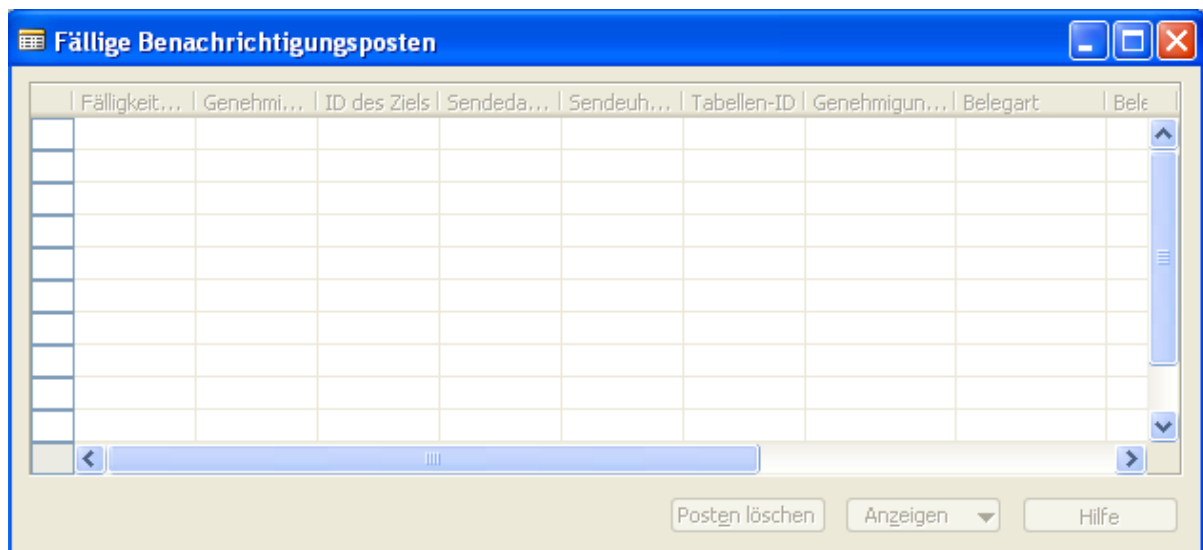 Fällige Benachrichtigungsposten
Fälligkeit... Genehmi... ID des Ziels Sendeda... Sendeuh... Tabellen-ID Genehmigun... Belegart Bele
Posten löschen Anzeigen Hilfe